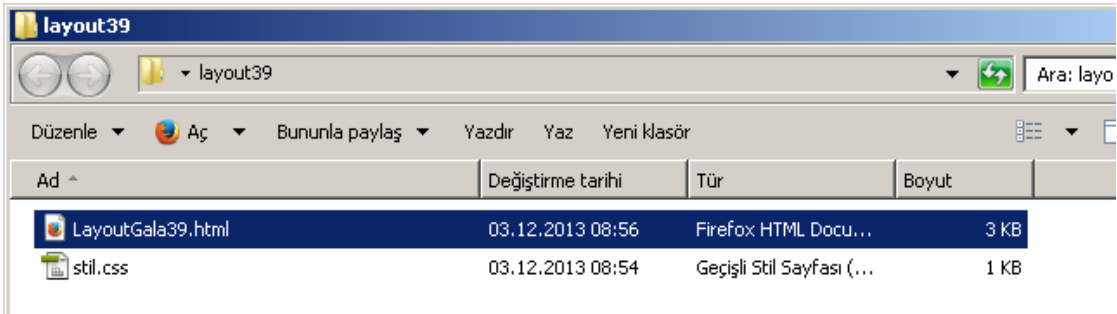 layout39
layout39 Ara: layo
Düzenle Aç Bununla paylaş Yazdır Yaz Yeni klasör
Ad Değiştirme tarihi Tür Boyut
LayoutGala39.html 03.12.2013 08:56 Firefox HTML Docu... 3 KB
stil.css 03.12.2013 08:54 Geçişli Stil Sayfası (... 1 KB